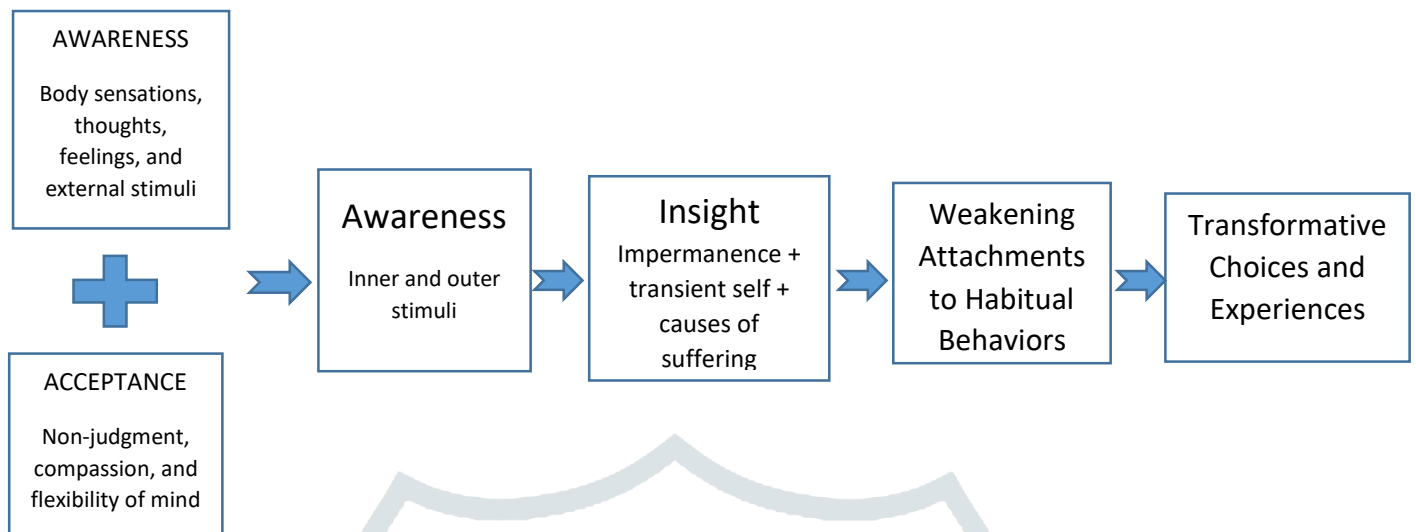 AWARENESS
Body sensations,
thoughts,
feelings, and
external stimuli
ACCEPTANCE
Non-judgment,
compassion, and
flexibility of mind
Awareness
Inner and outer
stimuli
Insight
Impermanence +
transient self +
causes of
suffering
Weakening
Attachments
to Habitual
Behaviors
Transformative
Choices and
Experiences